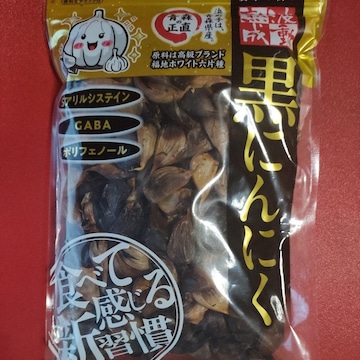 青森
正直
原料は高級ブランド
福地ホワイト六片種
波動
熟成
黒にんにく
S-アリルシステイン
GABA
ポリフェノール
食べて
感じる
新習慣